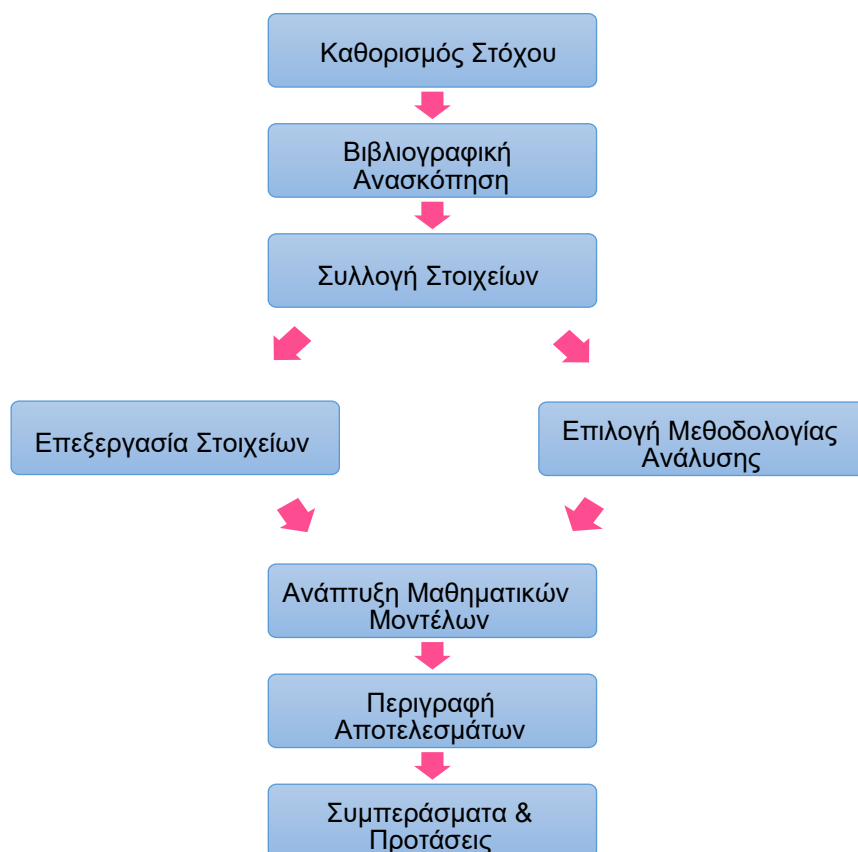 Καθορισμός Στόχου
Βιβλιογραφική
Ανασκόπηση
Συλλογή Στοιχείων
Επεξεργασία Στοιχείων
Επιλογή Μεθοδολογίας
Ανάλυσης
Ανάπτυξη Μαθηματικών
Μοντέλων
Περιγραφή
Αποτελεσμάτων
Συμπεράσματα &
Προτάσεις